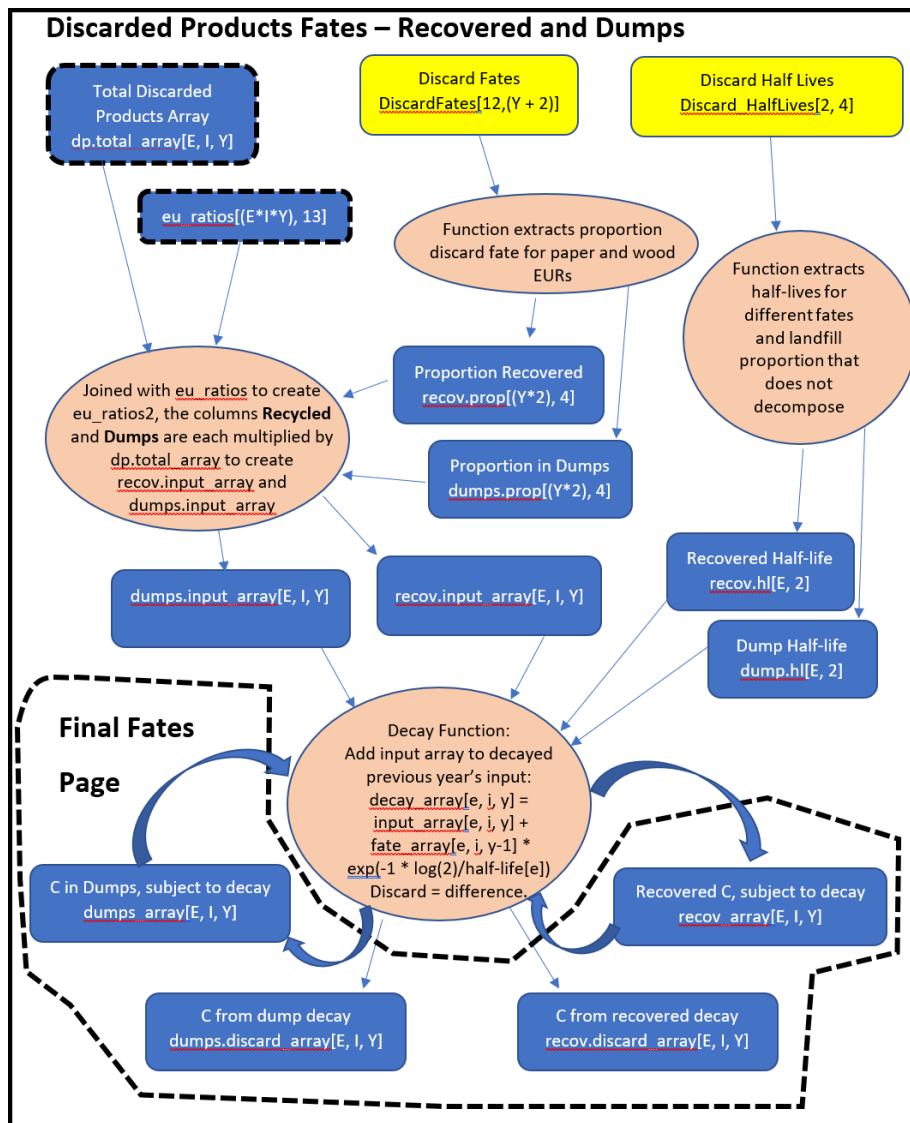 Discarded Products Fates – Recovered and Dumps
Total Discarded
Products Array
dp.total_array[E, I, Y]
Discard Fates
DiscardFates[12,(Y + 2)]
Discard Half Lives
Discard_HalfLives[2, 4]
eu_ratios[(E*I*Y), 13]
Function extracts proportion
discard fate for paper and wood
EURs
Function extracts
half-lives for
different fates
and landfill
proportion that
does not
decompose
Joined with eu_ratios to create
eu_ratios2, the columns Recycled
and Dumps are each multiplied by
dp.total_array to create
recov.input_array and
dumps.input_array
Proportion Recovered
recov.prop[(Y*2), 4]
Proportion in Dumps
dumps.prop[(Y*2), 4]
dumps.input_array[E, I, Y]
recov.input_array[E, I, Y]
Recovered Half-life
recov.hl[E, 2]
Dump Half-life
dump.hl[E, 2]
Final Fates
Page
Decay Function:
Add input array to decayed
previous year's input:
decay_array[e, i, y] =
input_array[e, i, y] +
fate_array[e, i, y-1] *
exp(-1 * log(2)/half-life[e])
Discard = difference.
C in Dumps, subject to decay
dumps_array[E, I, Y]
Recovered C, subject to decay
recov_array[E, I, Y]
C from dump decay
dumps.discard_array[E, I, Y]
C from recovered decay
recov.discard_array[E, I, Y]